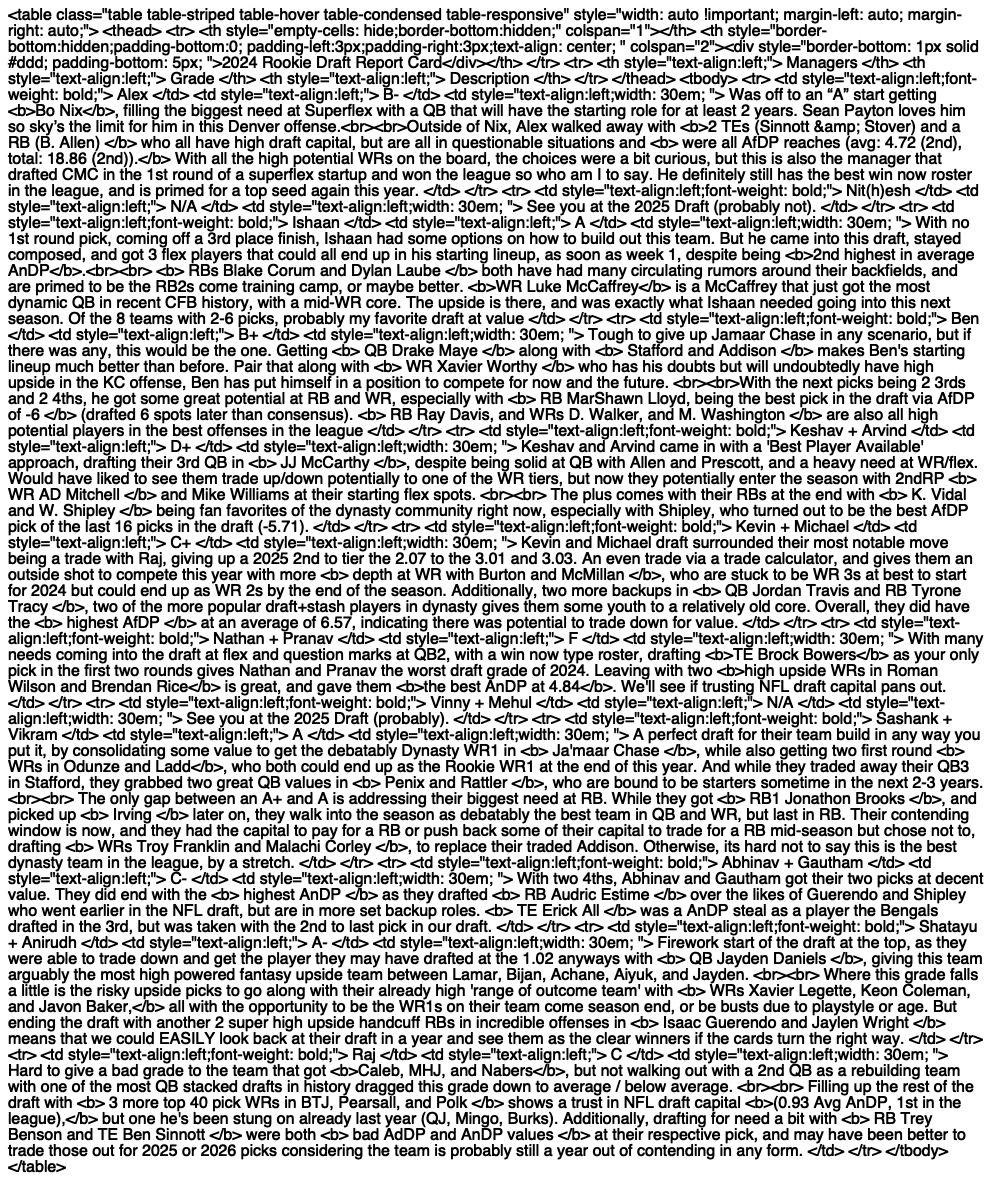 <table class="table table-striped table-hover table-condensed table-responsive" style="width: auto !important; margin-left: auto; margin-
right: auto;"> <thead> <tr> <th style="empty-cells: hide;border-bottom:hidden;" colspan="1"></th> <th style="border-
bottom:hidden;padding-bottom:0; padding-left:3px;padding-right:3px;text-align: center; " colspan="2"><div style="border-bottom: 1px solid
#ddd; padding-bottom: 5px; ">2024 Rookie Draft Report Card</div></th> </tr> <tr> <th style="text-align:left;"> Managers </th> <th
style="text-align:left;"> Grade </th> <th style="text-align:left;"> Description </th> </tr> </thead> <tbody> <tr> <td style="text-align:left;font-
weight: bold;"> Alex </td> <td style="text-align:left;"> B- </td> <td style="text-align:left;width: 30em; "> Was off to an “A” start getting
<b>Bo Nix</b>, filling the biggest need at Superflex with a QB that will have the starting role for at least 2 years. Sean Payton loves him
so sky’s the limit for him in this Denver offense.<br><br>Outside of Nix, Alex walked away with <b>2 TEs (Sinnott &amp; Stover) and a
RB (B. Allen) </b> who all have high draft capital, but are all in questionable situations and <b> were all AfDP reaches (avg: 4.72 (2nd),
total: 18.86 (2nd)).</b> With all the high potential WRs on the board, the choices were a bit curious, but this is also the manager that
drafted CMC in the 1st round of a superflex startup and won the league so who am I to say. He definitely still has the best win now roster
in the league, and is primed for a top seed again this year. </td> </tr> <tr> <td style="text-align:left;font-weight: bold;"> Nit(h)esh </td> <td
style="text-align:left;"> N/A </td> <td style="text-align:left;width: 30em; "> See you at the 2025 Draft (probably not). </td> </tr> <tr> <td
style="text-align:left;font-weight: bold;"> Ishaan </td> <td style="text-align:left;"> A </td> <td style="text-align:left;width: 30em; "> With no
1st round pick, coming off a 3rd place finish, Ishaan had some options on how to build out this team. But he came into this draft, stayed
composed, and got 3 flex players that could all end up in his starting lineup, as soon as week 1, despite being <b>2nd highest in average
AnDP</b>.<br><br> <b> RBs Blake Corum and Dylan Laube </b> both have had many circulating rumors around their backfields, and
are primed to be the RB2s come training camp, or maybe better. <b>WR Luke McCaffrey</b> is a McCaffrey that just got the most
dynamic QB in recent CFB history, with a mid-WR core. The upside is there, and was exactly what Ishaan needed going into this next
season. Of the 8 teams with 2-6 picks, probably my favorite draft at value </td> </tr> <tr> <td style="text-align:left;font-weight: bold;"> Ben
</td> <td style="text-align:left;"> B+ </td> <td style="text-align:left;width: 30em; "> Tough to give up Jamaar Chase in any scenario, but if
there was any, this would be the one. Getting <b> QB Drake Maye </b> along with <b> Stafford and Addison </b> makes Ben's starting
lineup much better than before. Pair that along with <b> WR Xavier Worthy </b> who has his doubts but will undoubtedly have high
upside in the KC offense, Ben has put himself in a position to compete for now and the future. <br><br>With the next picks being 2 3rds
and 2 4ths, he got some great potential at RB and WR, especially with <b> RB MarShawn Lloyd, being the best pick in the draft via AfDP
of -6 </b> (drafted 6 spots later than consensus). <b> RB Ray Davis, and WRs D. Walker, and M. Washington </b> are also all high
potential players in the best offenses in the league </td> </tr> <tr> <td style="text-align:left;font-weight: bold;"> Keshav + Arvind </td> <td
style="text-align:left;"> D+ </td> <td style="text-align:left;width: 30em; "> Keshav and Arvind came in with a 'Best Player Available'
approach, drafting their 3rd QB in <b> JJ McCarthy </b>, despite being solid at QB with Allen and Prescott, and a heavy need at WR/flex.
Would have liked to see them trade up/down potentially to one of the WR tiers, but now they potentially enter the season with 2ndRP <b>
WR AD Mitchell </b> and Mike Williams at their starting flex spots. <br><br> The plus comes with their RBs at the end with <b> K. Vidal
and W. Shipley </b> being fan favorites of the dynasty community right now, especially with Shipley, who turned out to be the best AfDP
pick of the last 16 picks in the draft (-5.71). </td> </tr> <tr> <td style="text-align:left;font-weight: bold;"> Kevin + Michael </td> <td
style="text-align:left;"> C+ </td> <td style="text-align:left;width: 30em; "> Kevin and Michael draft surrounded their most notable move
being a trade with Raj, giving up a 2025 2nd to tier the 2.07 to the 3.01 and 3.03. An even trade via a trade calculator, and gives them an
outside shot to compete this year with more <b> depth at WR with Burton and McMillan </b>, who are stuck to be WR 3s at best to start
for 2024 but could end up as WR 2s by the end of the season. Additionally, two more backups in <b> QB Jordan Travis and RB Tyrone
Tracy </b>, two of the more popular draft+stash players in dynasty gives them some youth to a relatively old core. Overall, they did have
the <b> highest AfDP </b> at an average of 6.57, indicating there was potential to trade down for value. </td> </tr> <tr> <td style="text-
align:left;font-weight: bold;"> Nathan + Pranav </td> <td style="text-align:left;"> F </td> <td style="text-align:left;width: 30em; "> With many
needs coming into the draft at flex and question marks at QB2, with a win now type roster, drafting <b>TE Brock Bowers</b> as your only
pick in the first two rounds gives Nathan and Pranav the worst draft grade of 2024. Leaving with two <b>high upside WRs in Roman
Wilson and Brendan Rice</b> is great, and gave them <b>the best AnDP at 4.84</b>. We'll see if trusting NFL draft capital pans out.
</td> </tr> <tr> <td style="text-align:left;font-weight: bold;"> Vinny + Mehul </td> <td style="text-align:left;"> N/A </td> <td style="text-
align:left;width: 30em; "> See you at the 2025 Draft (probably). </td> </tr> <tr> <td style="text-align:left;font-weight: bold;"> Sashank +
Vikram </td> <td style="text-align:left;"> A </td> <td style="text-align:left;width: 30em; "> A perfect draft for their team build in any way you
put it, by consolidating some value to get the debatably Dynasty WR1 in <b> Ja'maar Chase </b>, while also getting two first round <b>
WRs in Odunze and Ladd</b>, who both could end up as the Rookie WR1 at the end of this year. And while they traded away their QB3
in Stafford, they grabbed two great QB values in <b> Penix and Rattler </b>, who are bound to be starters sometime in the next 2-3 years.
<br><br> The only gap between an A+ and A is addressing their biggest need at RB. While they got <b> RB1 Jonathon Brooks </b>, and
picked up <b> Irving </b> later on, they walk into the season as debatably the best team in QB and WR, but last in RB. Their contending
window is now, and they had the capital to pay for a RB or push back some of their capital to trade for a RB mid-season but chose not to,
drafting <b> WRs Troy Franklin and Malachi Corley </b>, to replace their traded Addison. Otherwise, its hard not to say this is the best
dynasty team in the league, by a stretch. </td> </tr> <tr> <td style="text-align:left;font-weight: bold;"> Abhinav + Gautham </td> <td
style="text-align:left;"> C- </td> <td style="text-align:left;width: 30em; "> With two 4ths, Abhinav and Gautham got their two picks at decent
value. They did end with the <b> highest AnDP </b> as they drafted <b> RB Audric Estime </b> over the likes of Guerendo and Shipley
who went earlier in the NFL draft, but are in more set backup roles. <b> TE Erick All </b> was a AnDP steal as a player the Bengals
drafted in the 3rd, but was taken with the 2nd to last pick in our draft. </td> </tr> <tr> <td style="text-align:left;font-weight: bold;"> Shatayu
+ Anirudh </td> <td style="text-align:left;"> A- </td> <td style="text-align:left;width: 30em; "> Firework start of the draft at the top, as they
were able to trade down and get the player they may have drafted at the 1.02 anyways with <b> QB Jayden Daniels </b>, giving this team
arguably the most high powered fantasy upside team between Lamar, Bijan, Achane, Aiyuk, and Jayden. <br><br> Where this grade falls
a little is the risky upside picks to go along with their already high 'range of outcome team' with <b> WRs Xavier Legette, Keon Coleman,
and Javon Baker,</b> all with the opportunity to be the WR1s on their team come season end, or be busts due to playstyle or age. But
ending the draft with another 2 super high upside handcuff RBs in incredible offenses in <b> Isaac Guerendo and Jaylen Wright </b>
means that we could EASILY look back at their draft in a year and see them as the clear winners if the cards turn the right way. </td> </tr>
<tr> <td style="text-align:left;font-weight: bold;"> Raj </td> <td style="text-align:left;"> C </td> <td style="text-align:left;width: 30em; ">
Hard to give a bad grade to the team that got <b>Caleb, MHJ, and Nabers</b>, but not walking out with a 2nd QB as a rebuilding team
with one of the most QB stacked drafts in history dragged this grade down to average / below average. <br><br> Filling up the rest of the
draft with <b> 3 more top 40 pick WRs in BTJ, Pearsall, and Polk </b> shows a trust in NFL draft capital <b>(0.93 Avg AnDP, 1st in the
league),</b> but one he's been stung on already last year (QJ, Mingo, Burks). Additionally, drafting for need a bit with <b> RB Trey
Benson and TE Ben Sinnott </b> were both <b> bad AdDP and AnDP values </b> at their respective pick, and may have been better to
trade those out for 2025 or 2026 picks considering the team is probably still a year out of contending in any form. </td> </tr> </tbody>
</table>